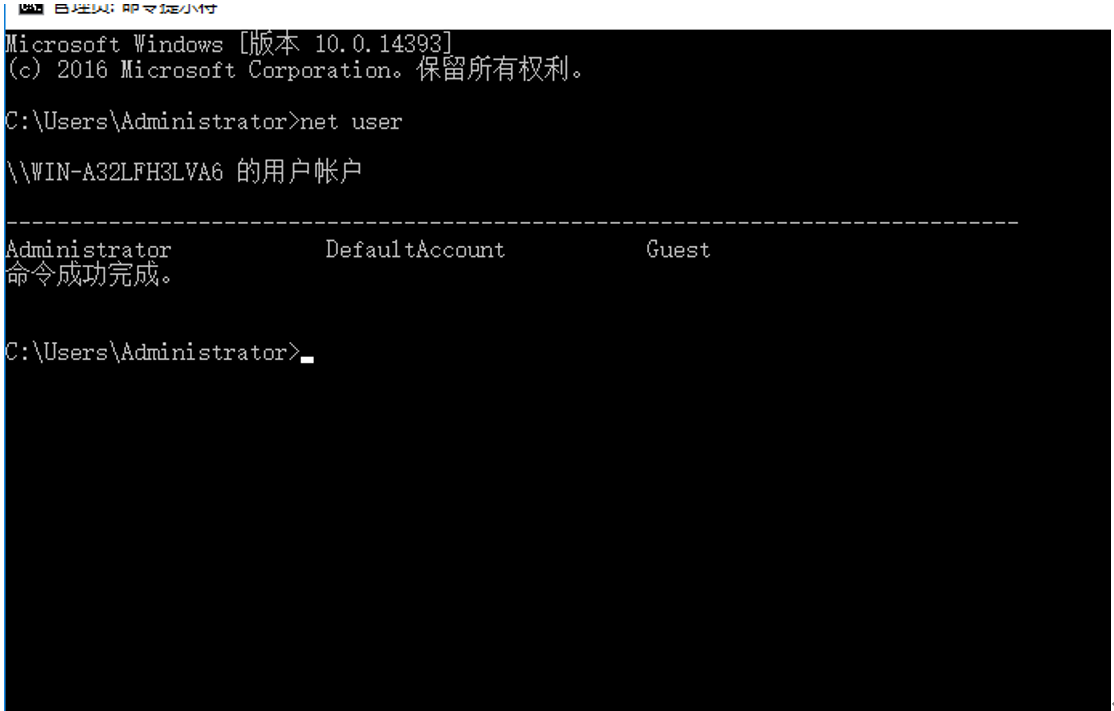 管理员: 命令提示符
Microsoft Windows [版本 10.0.14393]
(c) 2016 Microsoft Corporation。保留所有权利。
C:\Users\Administrator>net user
\\WIN-A32LFH3LVA6 的用户帐户
-------------------------------------------------------------------------------
Administrator            DefaultAccount           Guest
命令成功完成。
C:\Users\Administrator>